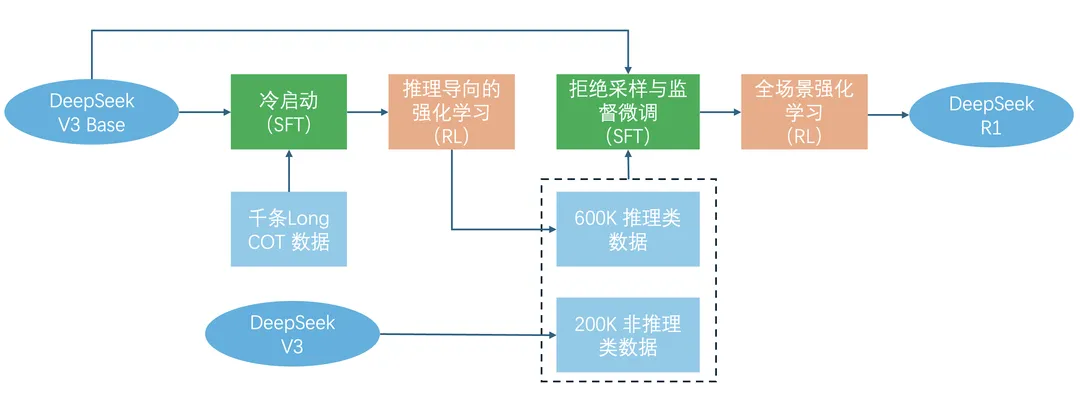 DeepSeek
V3 Base
冷启动
（SFT）
推理导向的
强化学习
（RL）
拒绝采样与监
督微调
（SFT）
全场景强化
学习
（RL）
DeepSeek
R1
千条Long
COT 数据
600K 推理类
数据
DeepSeek
V3
200K 非推理
类数据